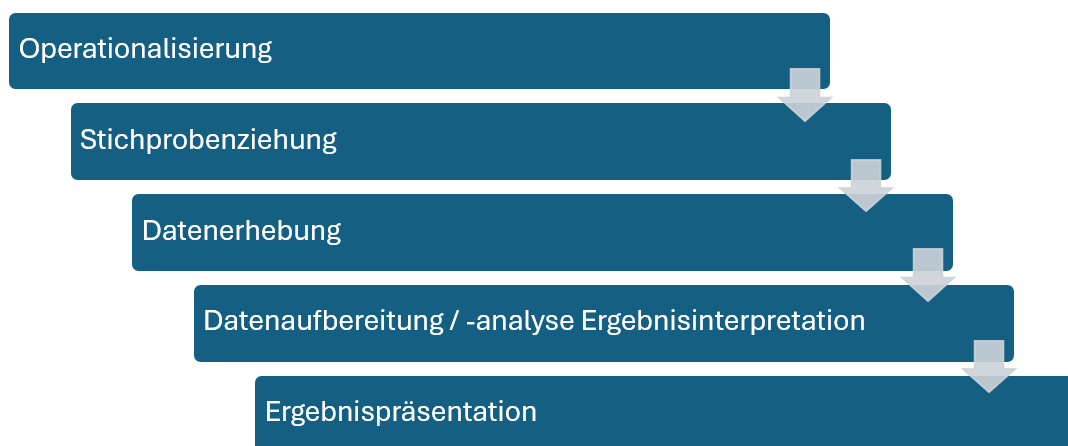 Operationalisierung
Stichprobenziehung
Datenerhebung
Datenaufbereitung / -analyse Ergebnisinterpretation
Ergebnispräsentation